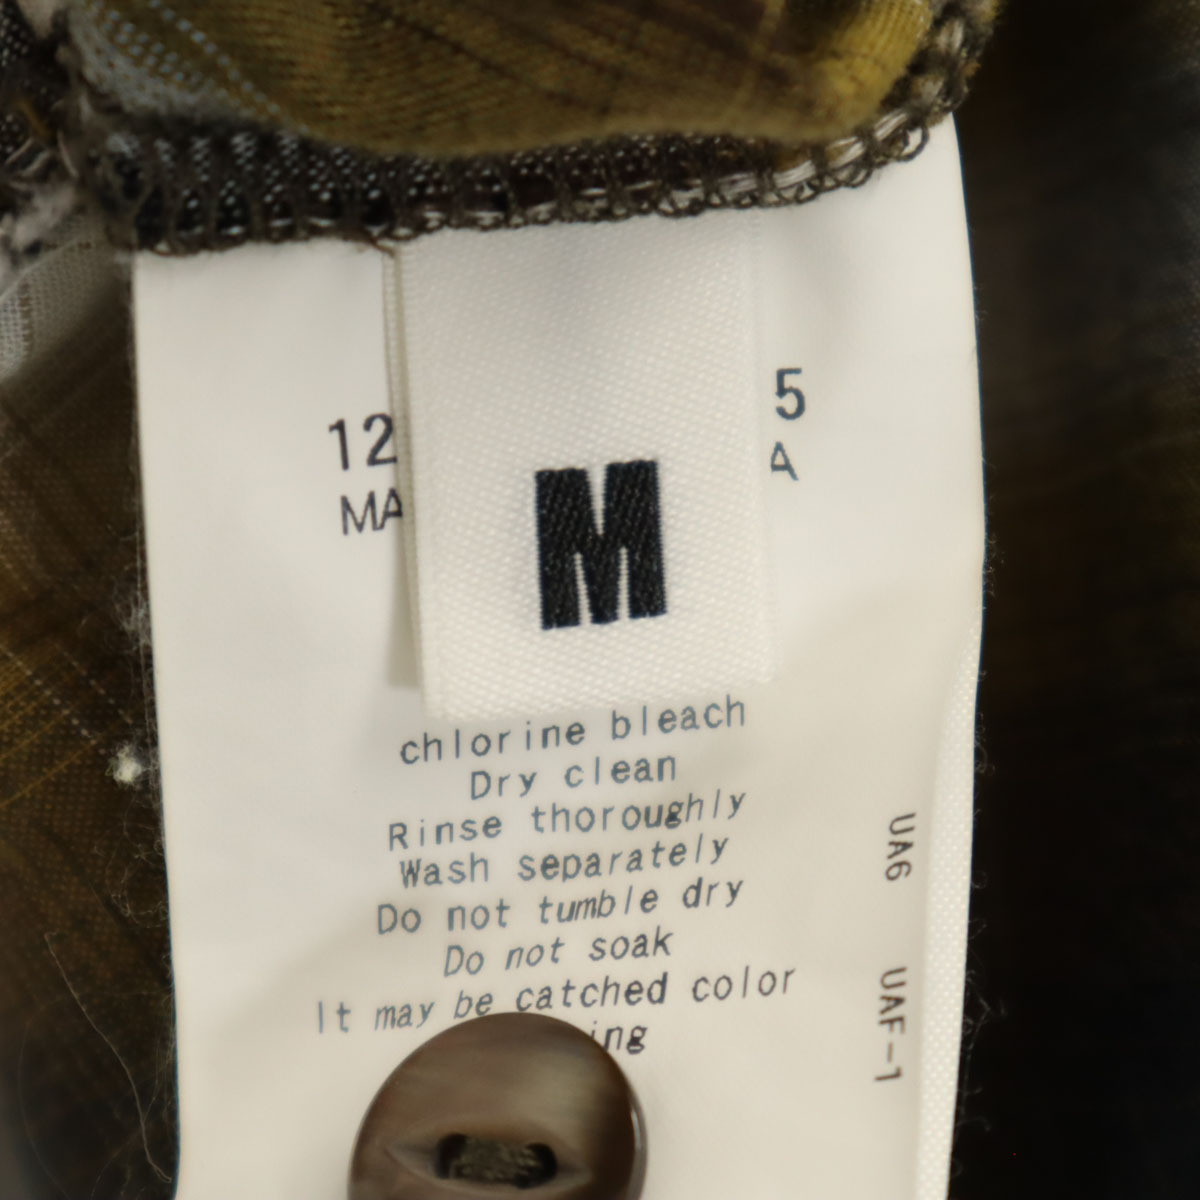 12
5
MA
A
M
chlorine bleach
Dry clean
Rinse thoroughly
Wash separately
Do not tumble dry
Do not soak
It may be catched color
ing
UA6
UAF-1